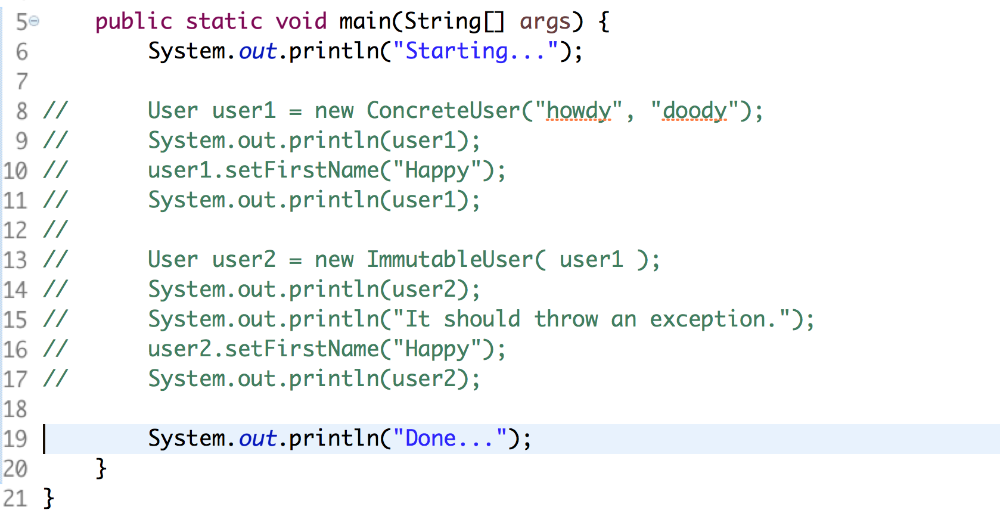 5 public static void main(String[] args) {
6 System.out.println("Starting...");
7
8 // User user1 = new ConcreteUser("howdy", "doody");
9 // System.out.println(user1);
10 // user1.setFirstName("Happy");
11 // System.out.println(user1);
12 //
13 // User user2 = new ImmutableUser( user1 );
14 // System.out.println(user2);
15 // System.out.println("It should throw an exception.");
16 // user2.setFirstName("Happy");
17 // System.out.println(user2);
18
19 System.out.println("Done...");
20 }
21 }